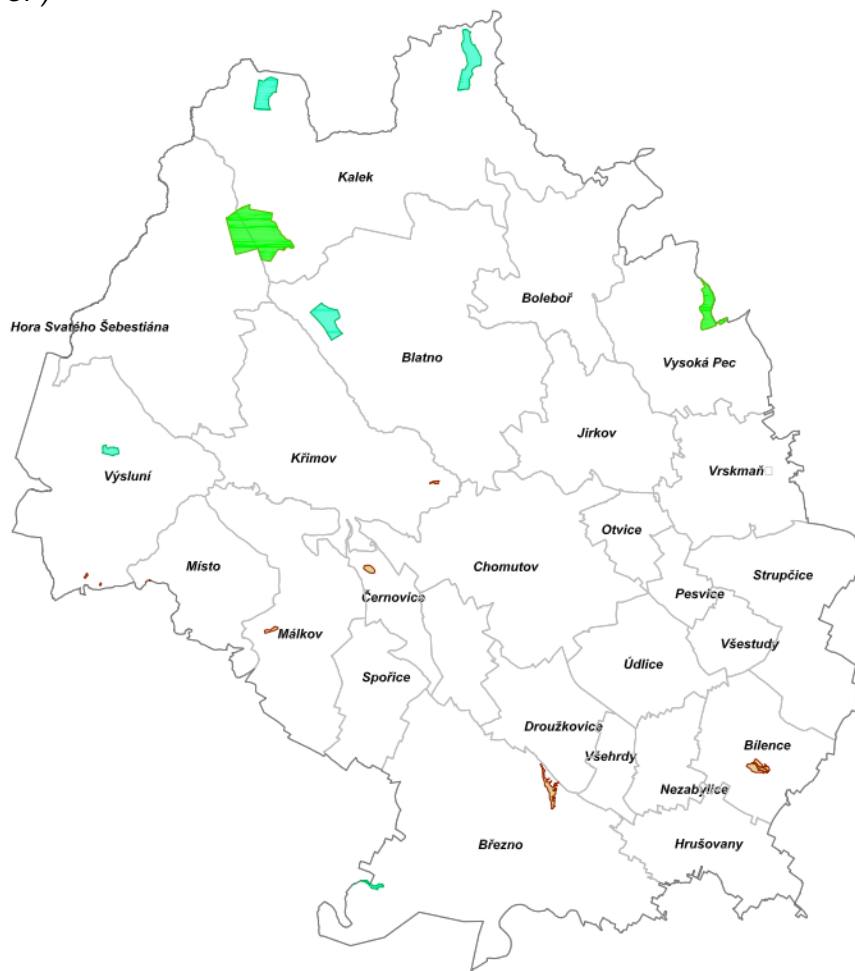 Kalek
Boleboř
Hora Svatého Šebestiána
Blatno
Vysoká Pec
Jirkov
Křimov
Vrskmaň
Výsluní
Otvice
Místo
Chomutov
Strupčice
Černovice
Pesvice
Málkov
Všestudy
Údlice
Spořice
Droužkovice
Bílence
Všehrdy
Nezabylice
Březno
Hrušovany